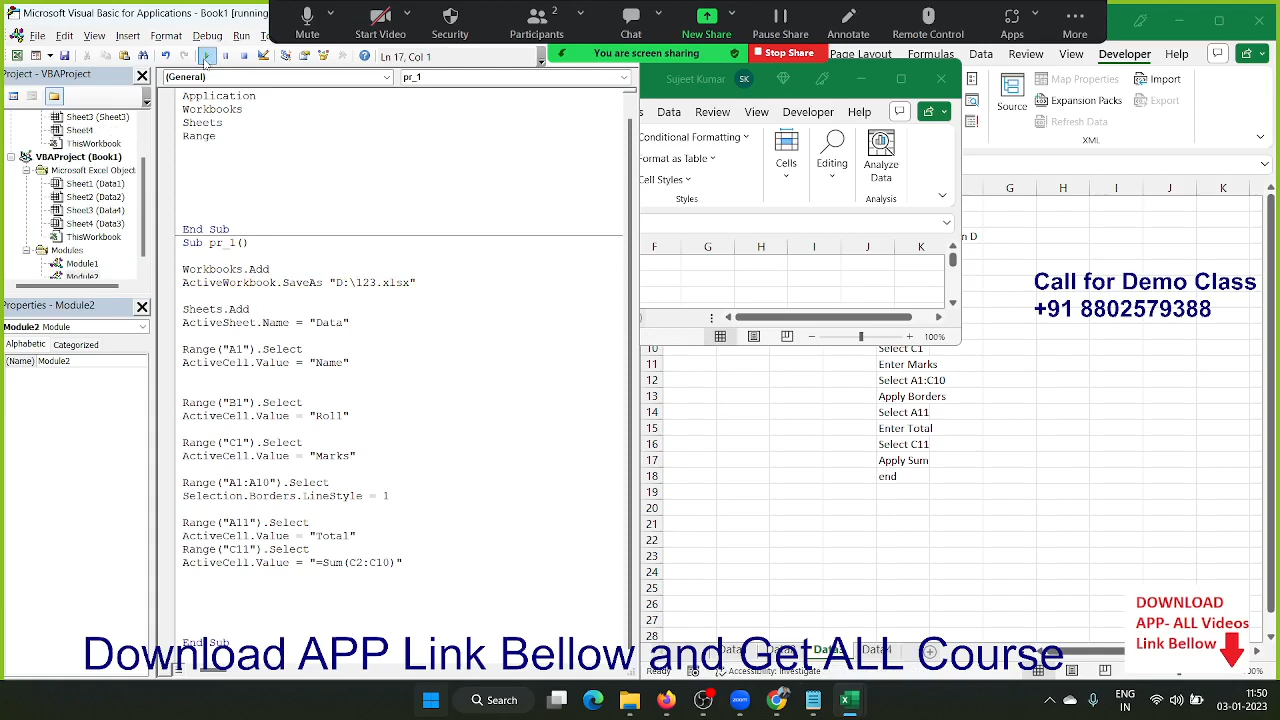 Microsoft Visual Basic for Applications - Book1 [running
File Edit View Insert Format Debug
Mute
Start Video
Security
Participants
2
Chat
New Share
Pause Share
Annotate
Remote Control
Apps
More
You are screen sharing
Stop Share
Ln 17, Col 1
Page Layout Formulas Data Review View Developer Help
Project - VBAProject
Sheet3 (Sheet3)
Sheet4
ThisWorkbook
VBAProject (Book1)
Microsoft Excel Object
Sheet1 (Data1)
Sheet2 (Data2)
Sheet3 (Data4)
Sheet4 (Data3)
ThisWorkbook
Modules
Module1
Module2
Properties - Module2
Module2 Module
Alphabetic Categorized
(Name) Module2
(General)
pr_1
Application
Workbooks
Sheets
Range
End Sub
Sub pr_1()
Workbooks.Add
ActiveWorkbook.SaveAs "D:\123.xlsx"
Sheets.Add
ActiveSheet.Name = "Data"
Range("A1").Select
ActiveCell.Value = "Name"
Range("B1").Select
ActiveCell.Value = "Roll"
Range("C1").Select
ActiveCell.Value = "Marks"
Range("A1:A10").Select
Selection.Borders.LineStyle = 1
Range("A11").Select
ActiveCell.Value = "Total"
Range("C11").Select
ActiveCell.Value = "=Sum(C2:C10)"
End Sub
Sujeet Kumar SK
Data Review View Developer Help
Conditional Formatting
Format as Table
Cell Styles
Styles
Cells
Editing
Analyze
Data
Analysis
F G H I J K
100%
Source
Map Properties
Import
Expansion Packs
Export
Refresh Data
XML
G H I J K
n D
Call for Demo Class
+91 8802579388
10 Select C1
11 Enter Marks
12 Select A1:C10
13 Apply Borders
14 Select A11
15 Enter Total
16 Select C11
17 Apply Sum
18 end
19
20
21
22
23
24
25
26
27
28
DOWNLOAD
APP- ALL Videos
Link Bellow
Download APP Link Bellow and Get ALL Course
Data4
Ready
Accessibility: Investigate
100%
Search
ENG
IN
11:50
03-01-2023